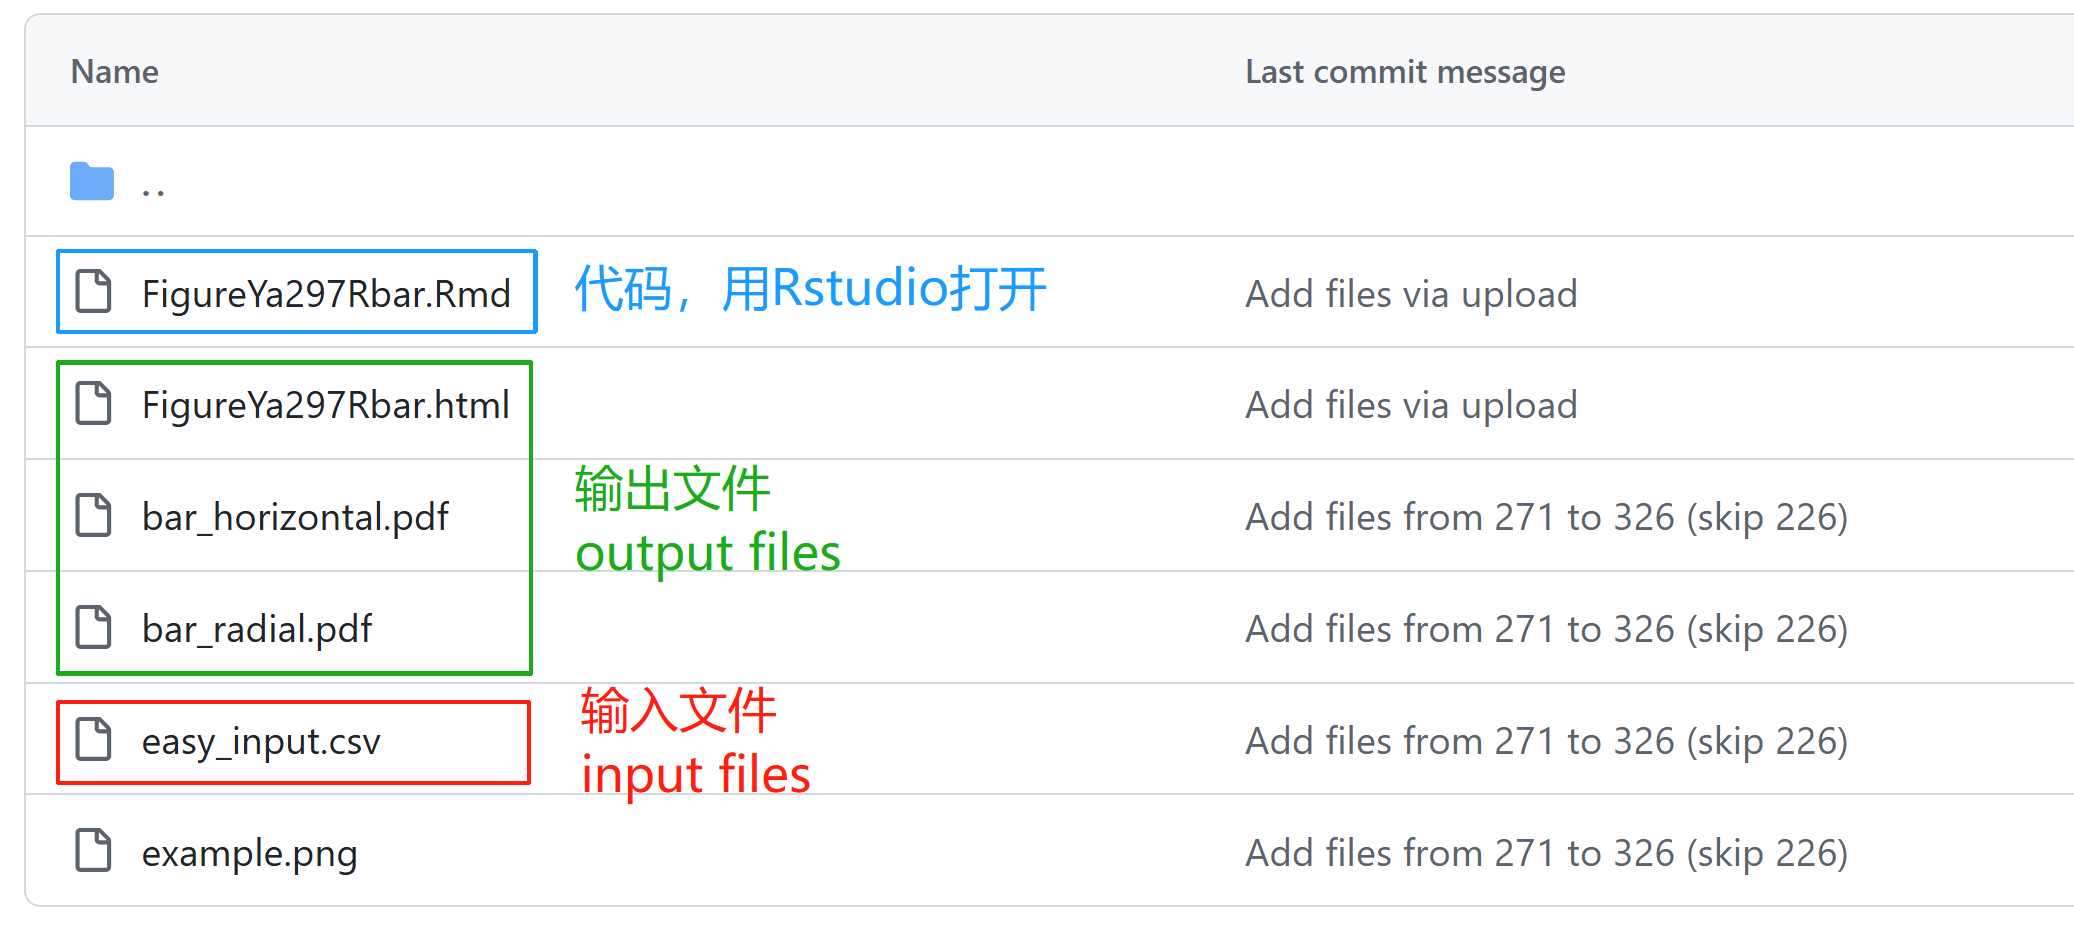 Name
Last commit message
..
FigureYa297Rbar.Rmd
代码，用Rstudio打开
Add files via upload
FigureYa297Rbar.html
Add files via upload
输出文件
output files
bar_horizontal.pdf
Add files from 271 to 326 (skip 226)
bar_radial.pdf
Add files from 271 to 326 (skip 226)
输入文件
input files
easy_input.csv
Add files from 271 to 326 (skip 226)
example.png
Add files from 271 to 326 (skip 226)